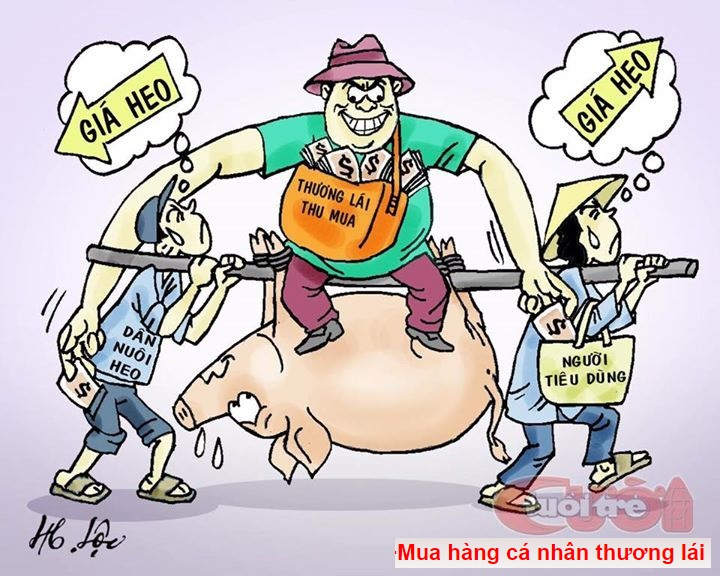 GIÁ HEO
GIÁ HEO
THƯƠNG LÁI
THU MUA
DÂN
NUÔI
HEO
NGƯỜI
TIÊU DÙNG
Tuổi trẻ
CƯỜI
-Mua hàng cá nhân thương lái